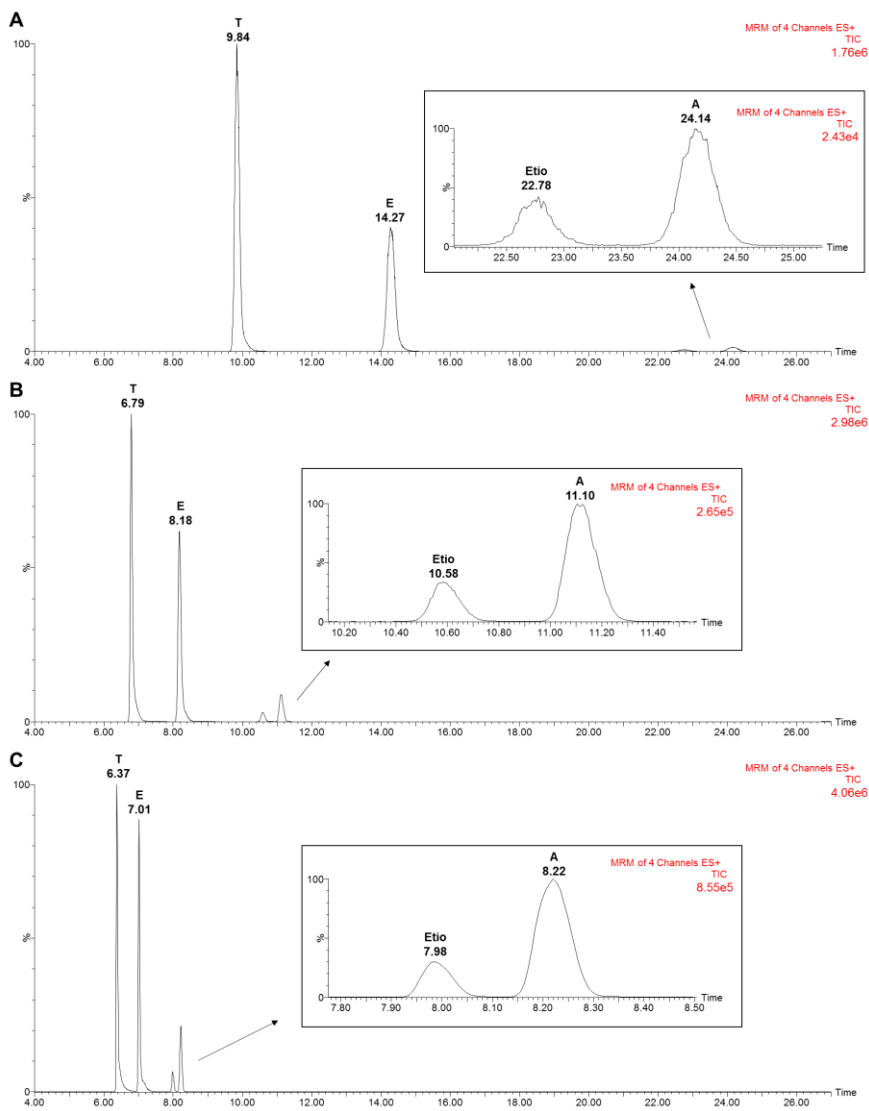 A
T
9.84
MRM of 4 Channels ES+
TIC
1.76e6
100
%
E
14.27
A
24.14
MRM of 4 Channels ES+
TIC
2.43e4
100
%
Etio
22.78
0
22.50 23.00 23.50 24.00 24.50 25.00 Time
0
4.00 6.00 8.00 10.00 12.00 14.00 16.00 18.00 20.00 22.00 24.00 26.00 Time
B
T
6.79
MRM of 4 Channels ES+
TIC
2.98e6
100
%
E
8.18
A
11.10
MRM of 4 Channels ES+
TIC
2.65e5
100
%
Etio
10.58
0
10.20 10.40 10.60 10.80 11.00 11.20 11.40 Time
0
4.00 6.00 8.00 10.00 12.00 14.00 16.00 18.00 20.00 22.00 24.00 26.00 Time
C
T
6.37
MRM of 4 Channels ES+
TIC
4.06e6
100
%
E
7.01
A
8.22
MRM of 4 Channels ES+
TIC
8.55e5
100
%
Etio
7.98
0
7.80 7.90 8.00 8.10 8.20 8.30 8.40 8.50 Time
0
4.00 6.00 8.00 10.00 12.00 14.00 16.00 18.00 20.00 22.00 24.00 26.00 Time